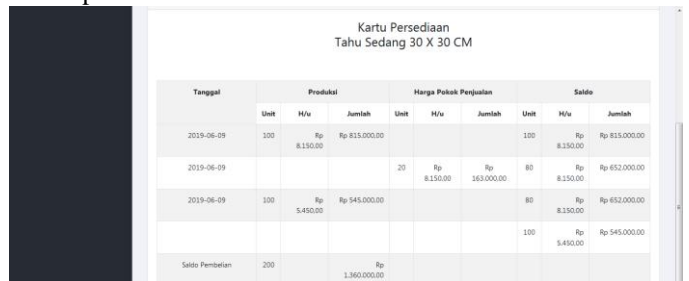 Kartu Persediaan
Tahu Sedang 30 X 30 CM
Tanggal Produksi Harga Pokok Penjualan Saldo
Unit H/u Jumlah Unit H/u Jumlah Unit H/u Jumlah
2019-06-09 100 Rp 8.150,00 Rp 815.000,00 100 Rp 8.150,00 Rp 815.000,00
2019-06-09 20 Rp 8.150,00 Rp 163.000,00 80 Rp 8.150,00 Rp 652.000,00
2019-06-09 100 Rp 5.450,00 Rp 545.000,00 80 Rp 8.150,00 Rp 652.000,00
100 Rp 5.450,00 Rp 545.000,00
Saldo Pembelian 200 Rp 1.360.000,00